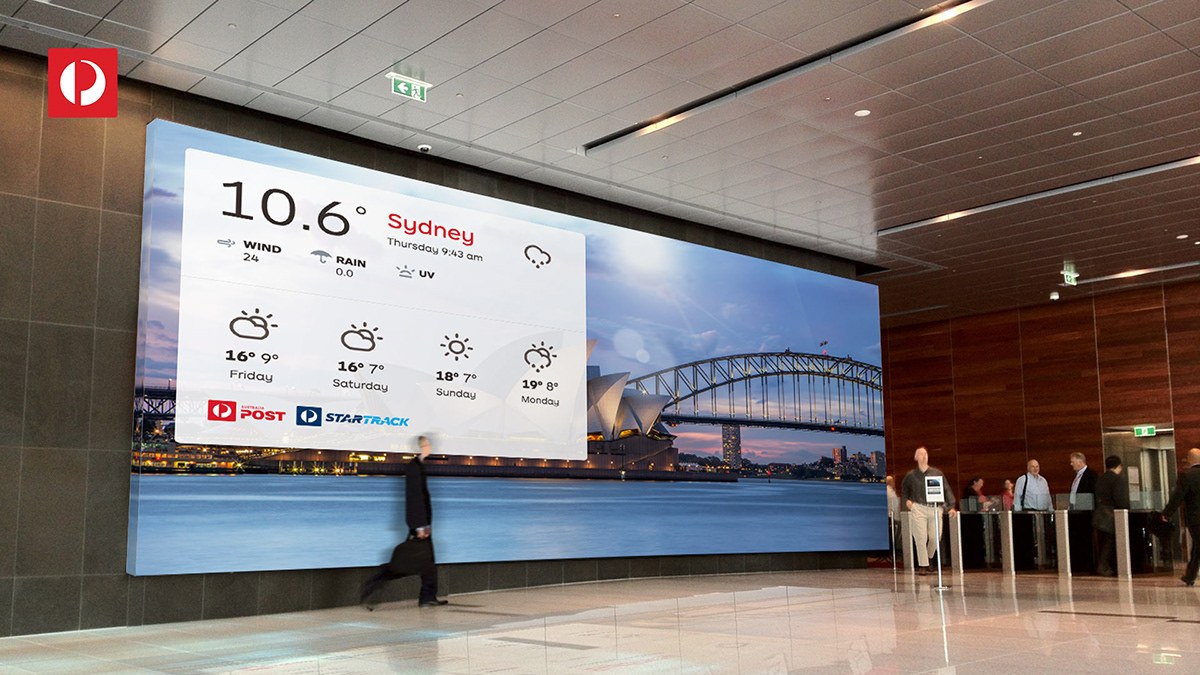 10.6°
Sydney
Thursday 9:43 am
WIND
24
RAIN
0.0
UV
16° 9°
Friday
16° 7°
Saturday
18° 7°
Sunday
19° 8°
Monday
AUSTRALIA
POST
STARTRACK